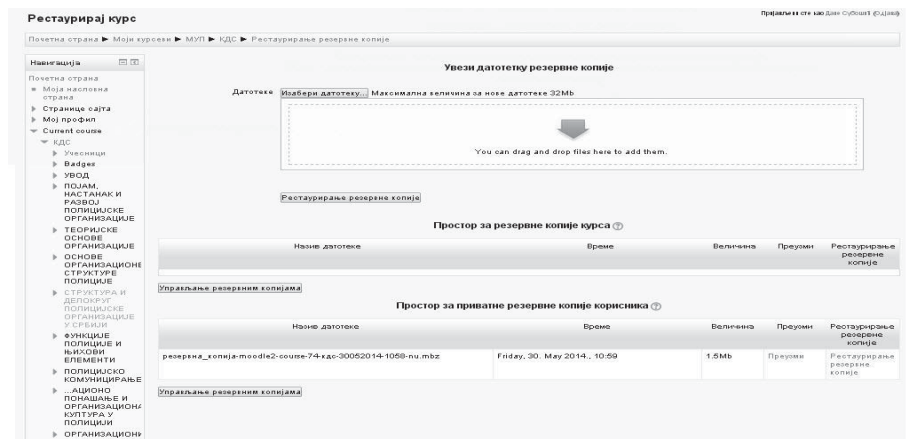 Рестаурирај курс
Пријављени сте као Дане Субошић (Одјава)
Почетна страна ► Моји курсеви ► МУП ► КДС ► Рестаурирање резервне копије
Навигација
Почетна страна
Моја насловна
страна
Странице сајта
Мој профил
Current course
КДС
Учесници
Badges
УВОД
ПОЈАМ,
НАСТАНАК И
РАЗВОЈ
ПОЛИЦИЈСКЕ
ОРГАНИЗАЦИЈЕ
ТЕОРИЈСКЕ
ОСНОВЕ
ОРГАНИЗАЦИЈЕ
ОСНОВЕ
ОРГАНИЗАЦИОНЕ
СТРУКТУРЕ
ПОЛИЦИЈЕ
СТРУКТУРА И
ДЕЛОКРУГ
ПОЛИЦИЈСКЕ
ОРГАНИЗАЦИЈЕ
У СРБИЈИ
ФУНКЦИЈЕ
ПОЛИЦИЈЕ И
ЊИХОВИ
ЕЛЕМЕНТИ
ПОЛИЦИЈСКО
КОМУНИЦИРАЊЕ
...АЦИОНО
ПОНАШАЊЕ И
ОРГАНИЗАЦИОНА
КУЛТУРА У
ПОЛИЦИЈИ
ОРГАНИЗАЦИОНИ
Увези датотетку резервне копије
Датотеке Изабери датотеку... Максимална величина за нове датотеке 32Mb
You can drag and drop files here to add them.
Рестаурирање резервне копије
Простор за резервне копије курса
Назив датотеке Време Величина Преузми Рестаурирање
резервне
копије
Управљање резервним копијама
Простор за приватне резервне копије корисника
Назив датотеке Време Величина Преузми Рестаурирање
резервне
копије
резервна_копија-moodle2-course-74-кдс-30052014-1058-nu.mbz Friday, 30. May 2014., 10:59 1.5Mb Преузми Рестаурирање
резервне
копије
Управљање резервним копијама